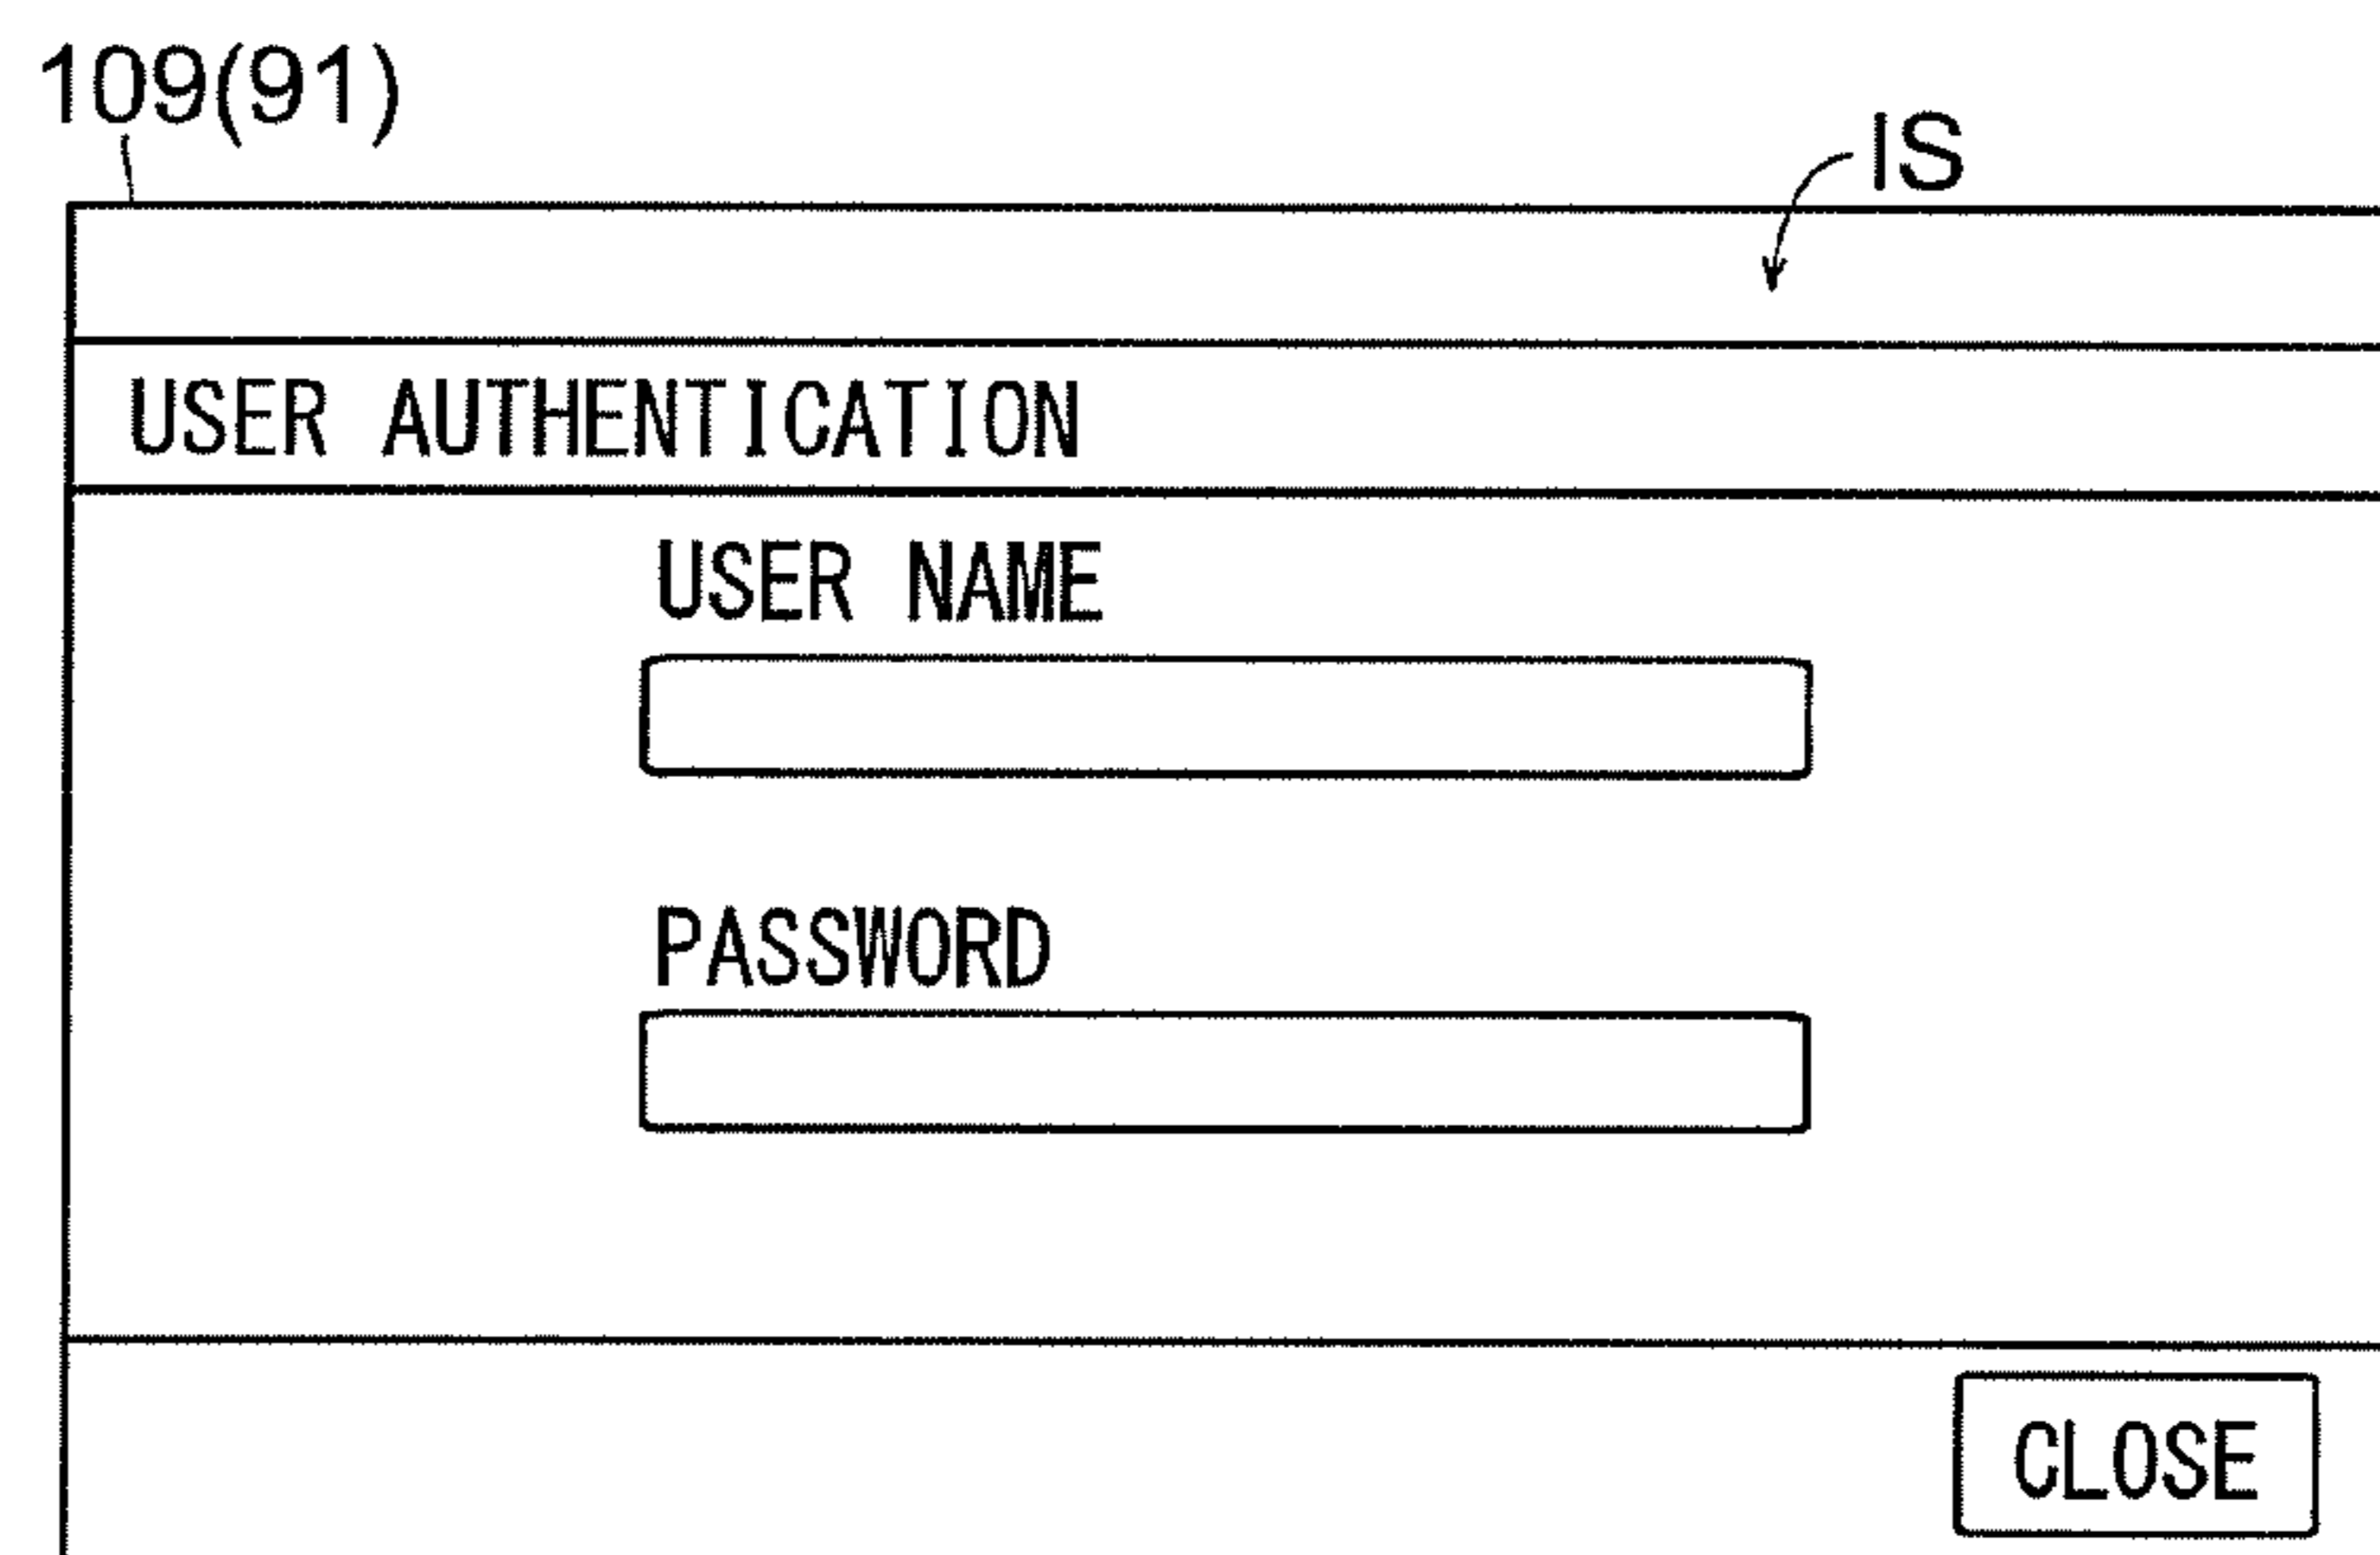 109(91)
IS
USER AUTHENTICATION
USER NAME
PASSWORD
CLOSE